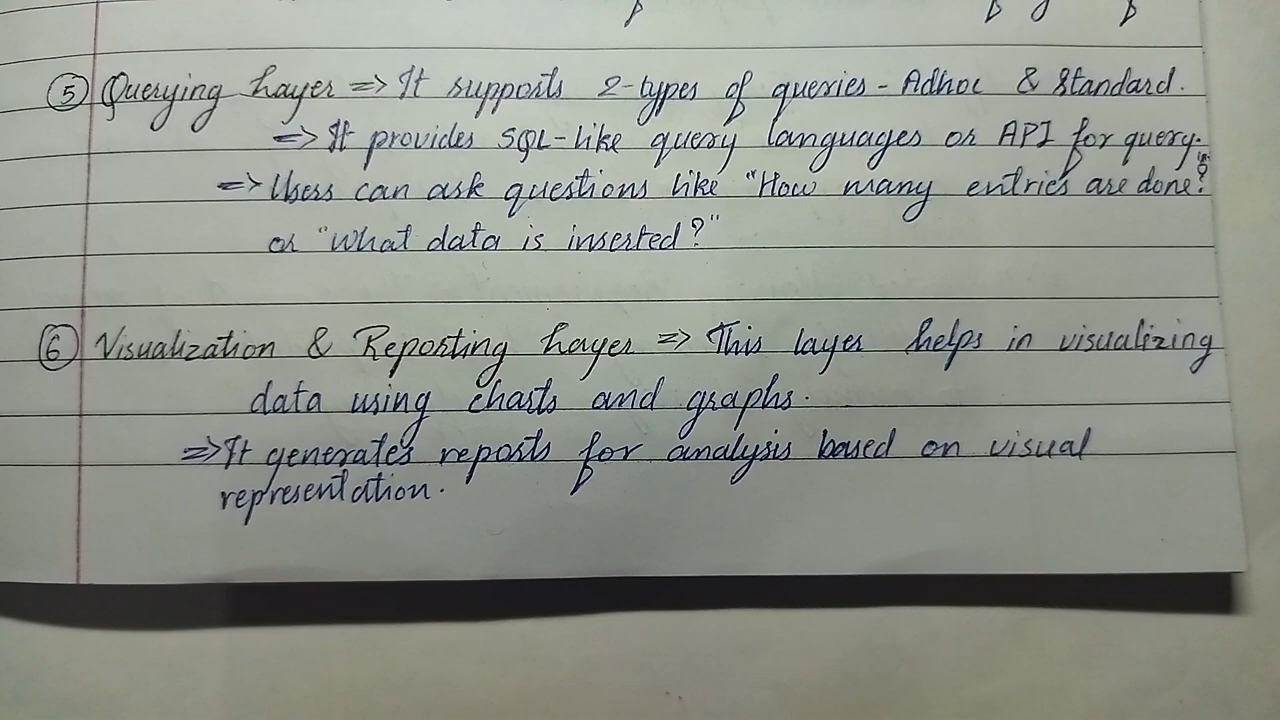 ⑤ Querying Layer => It supports 2-types of queries - Adhoc & Standard.
=> It provides SQL-like query languages or API for query.
=> Users can ask questions like "How many entries are done?
or "What data is inserted?"
⑥ Visualization & Reporting Layer => This layer helps in visualizing
data using charts and graphs.
=> It generates reports for analysis based on visual
representation.